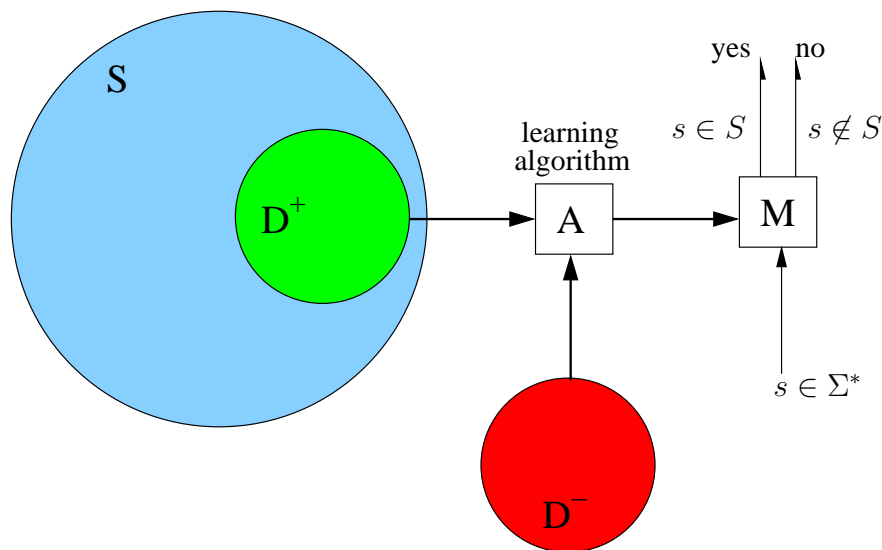 yes no
S
s ∈ S s ∉ S
learning
algorithm
D⁺
A
M
s ∈ Σ*
D⁻